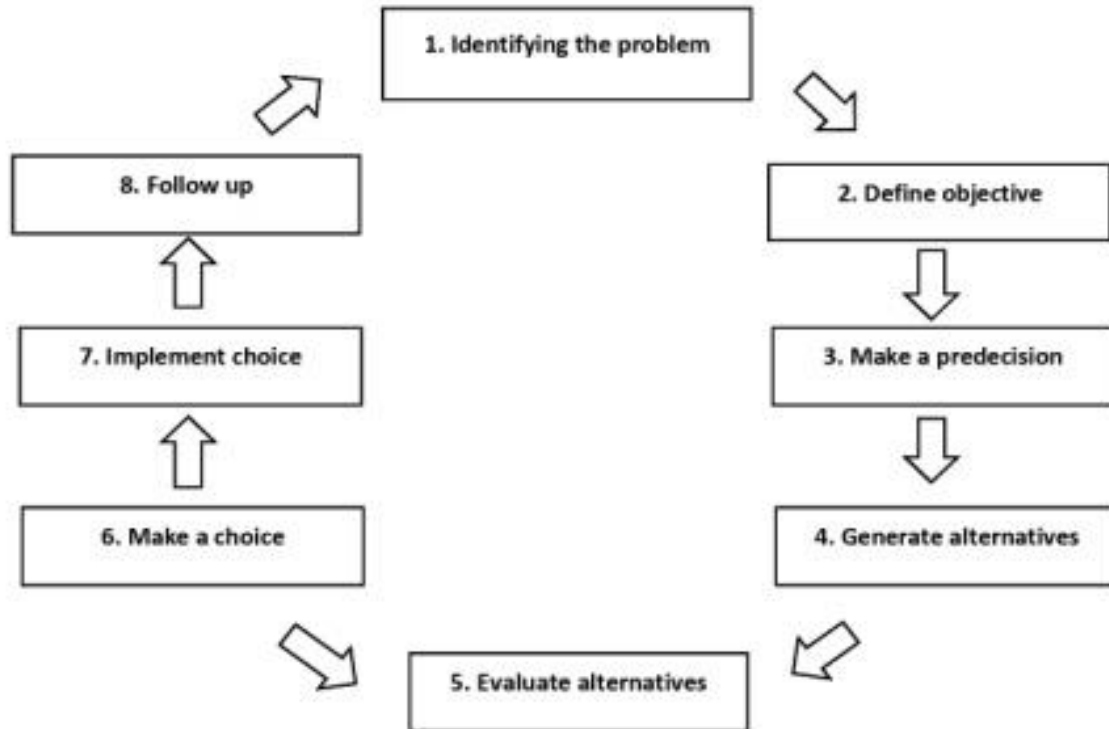 1. Identifying the problem
2. Define objective
3. Make a predecision
4. Generate alternatives
5. Evaluate alternatives
6. Make a choice
7. Implement choice
8. Follow up